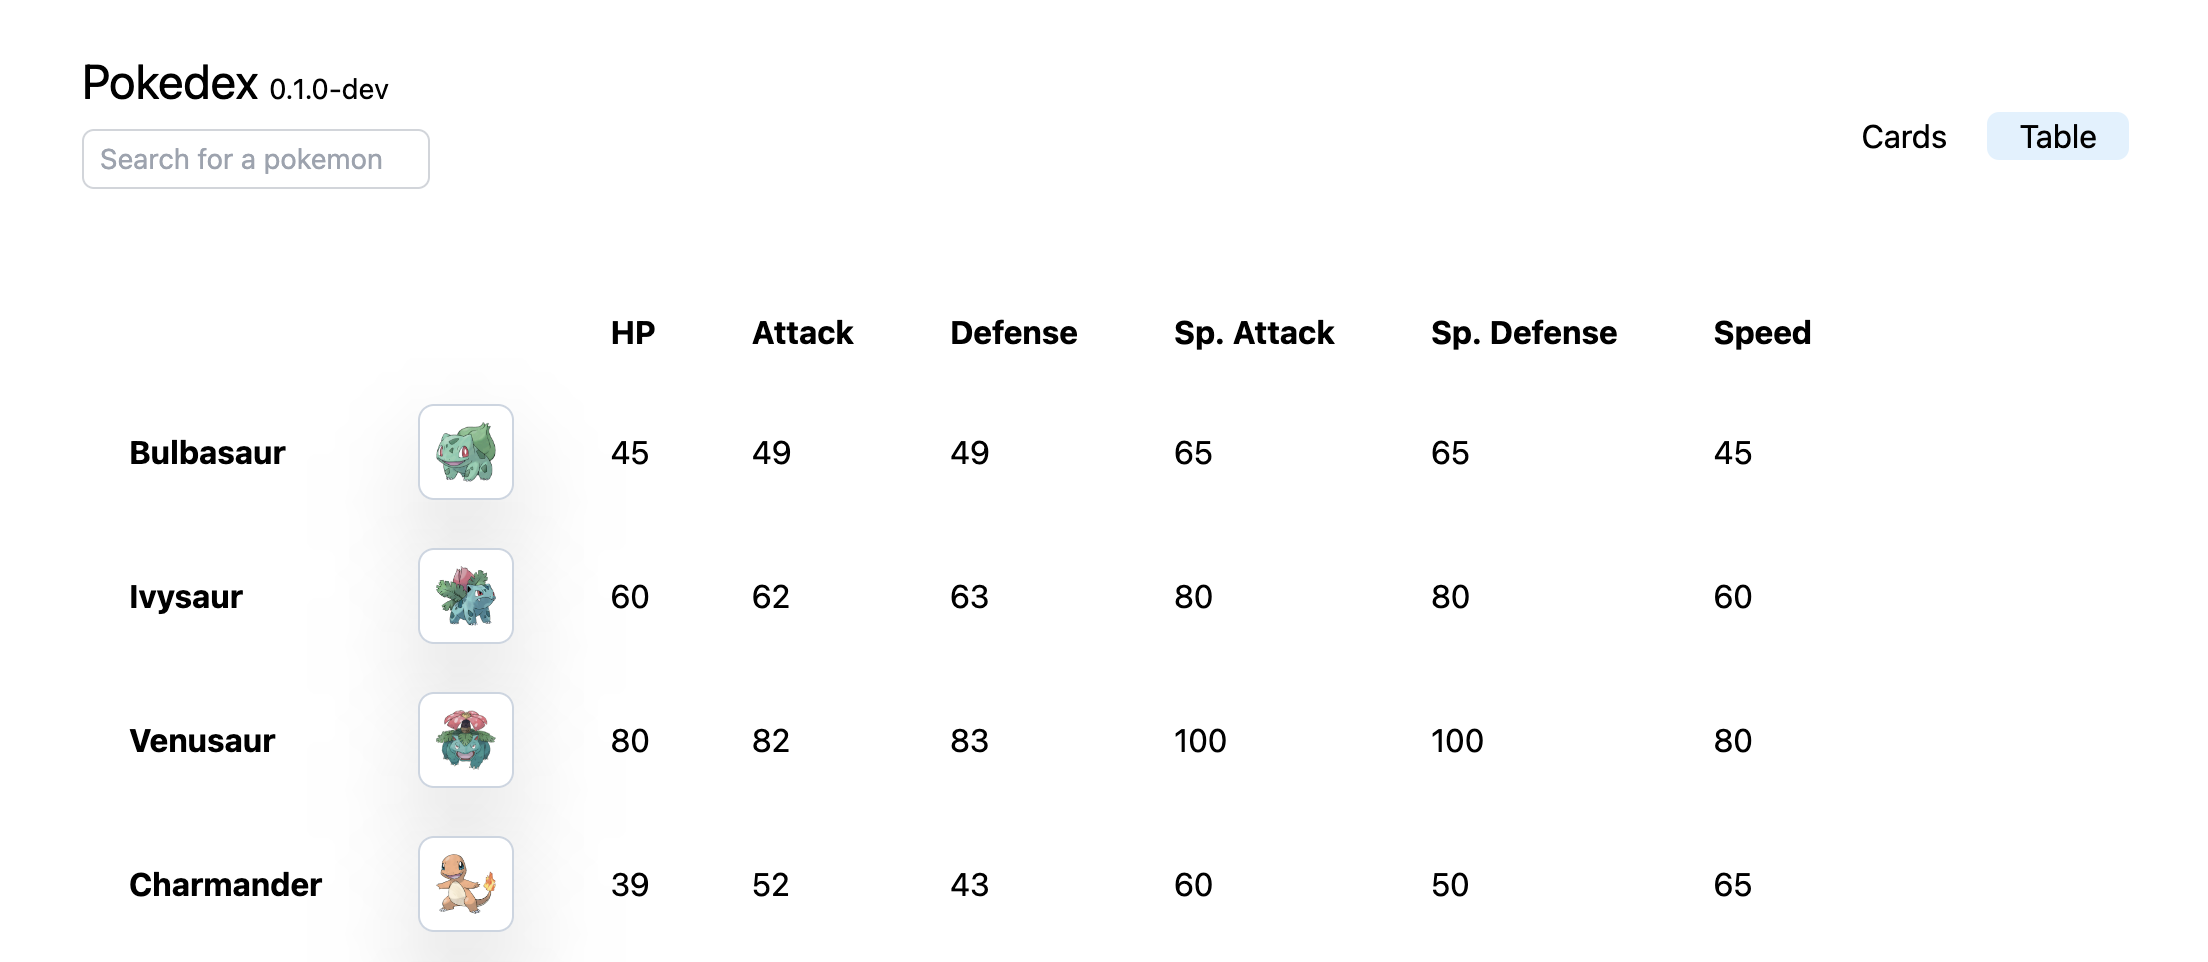 Pokedex 0.1.0-dev
Search for a pokemon
Cards Table
HP Attack Defense Sp. Attack Sp. Defense Speed
Bulbasaur 45 49 49 65 65 45
Ivysaur 60 62 63 80 80 60
Venusaur 80 82 83 100 100 80
Charmander 39 52 43 60 50 65